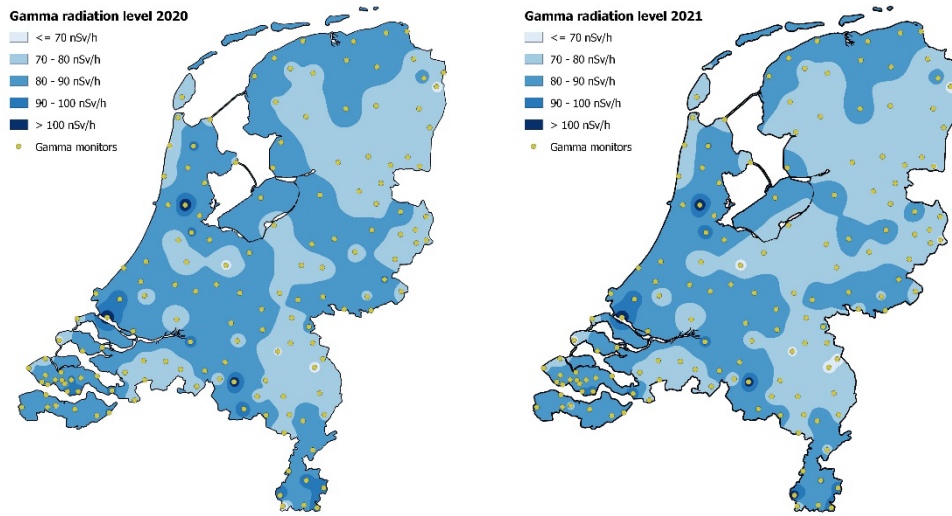 Gamma radiation level 2020
<= 70 nSv/h
70 - 80 nSv/h
80 - 90 nSv/h
90 - 100 nSv/h
> 100 nSv/h
Gamma monitors
Gamma radiation level 2021
<= 70 nSv/h
70 - 80 nSv/h
80 - 90 nSv/h
90 - 100 nSv/h
> 100 nSv/h
Gamma monitors